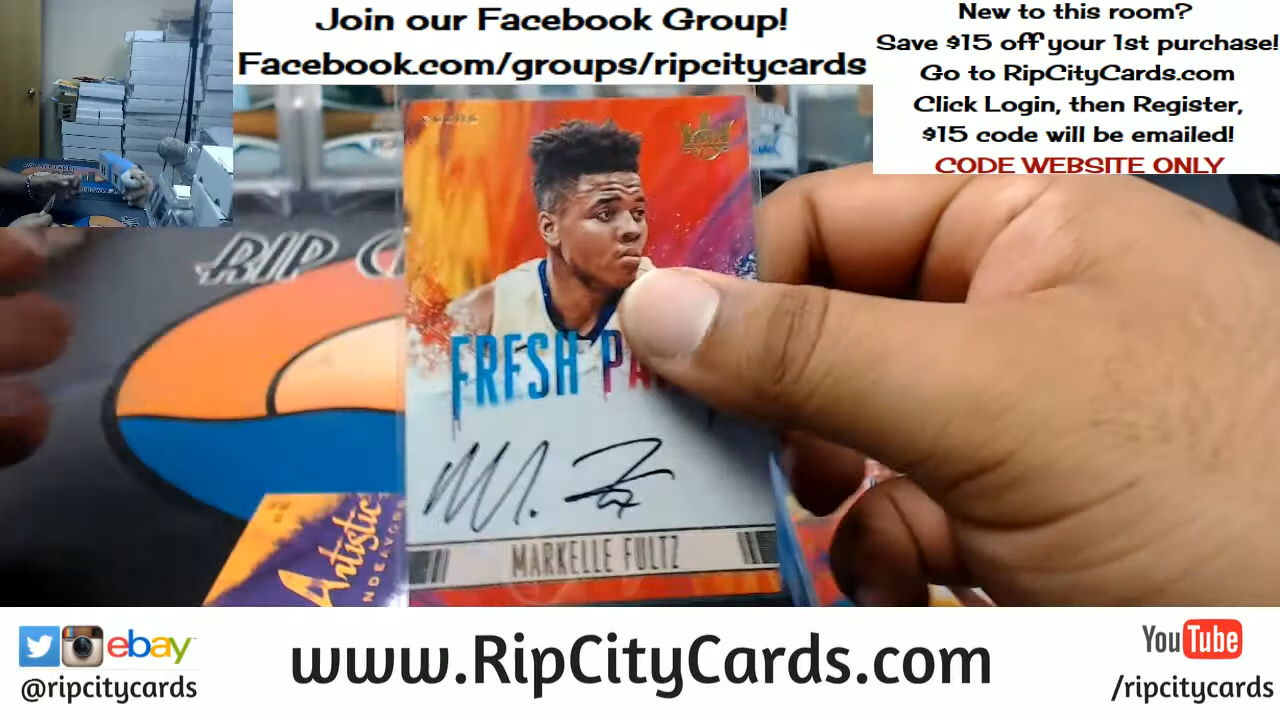 Join our Facebook Group!
Facebook.com/groups/ripcitycards
New to this room?
Save $15 off your 1st purchase!
Go to RipCityCards.com
Click Login, then Register,
$15 code will be emailed!
CODE WEBSITE ONLY
RIP C
FRESH PA
M. F
MARKELLE FULTZ
Artistic
NDEAVORS
ebay
@ripcitycards
www.RipCityCards.com
YouTube
/ripcitycards